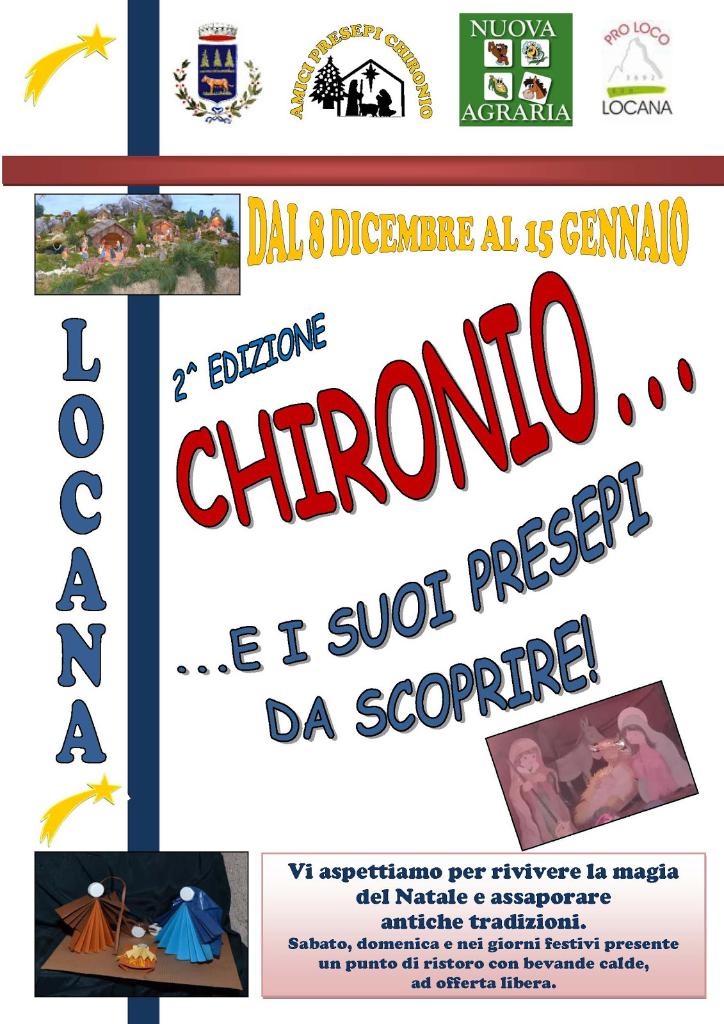 AMICI PRESEPI CHIRONIO
NUOVA
AGRARIA
PRO LOCO
LOCANA
DAL 8 DICEMBRE AL 15 GENNAIO
LOCANA
2^ EDIZIONE
CHIRONIO...
...E I SUOI PRESEPI
DA SCOPRIRE!
Vi aspettiamo per rivivere la magia
del Natale e assaporare
antiche tradizioni.
Sabato, domenica e nei giorni festivi presente
un punto di ristoro con bevande calde,
ad offerta libera.